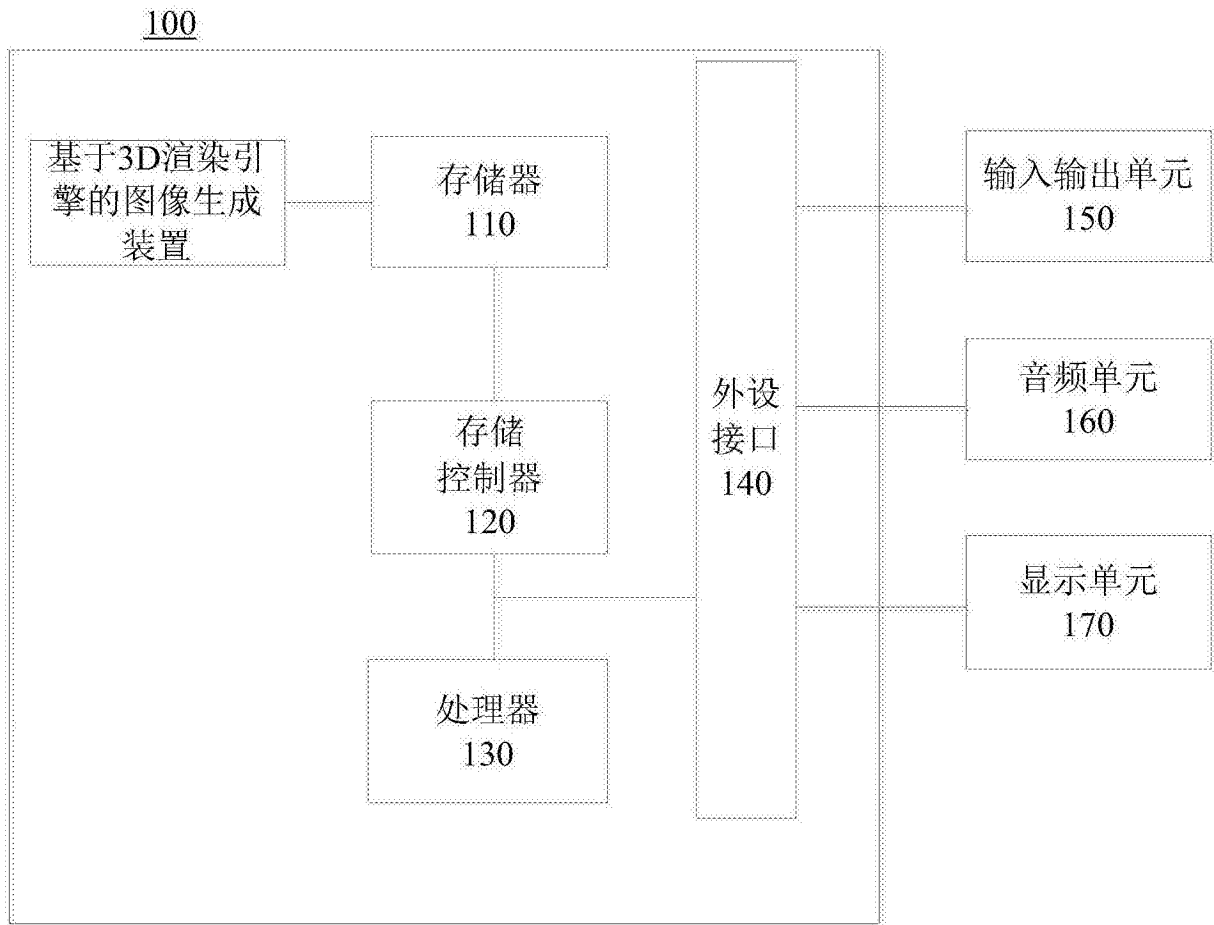 100
基于3D渲染引
擎的图像生成
装置
存储器
110
存储
控制器
120
处理器
130
外设
接口
140
输入输出单元
150
音频单元
160
显示单元
170